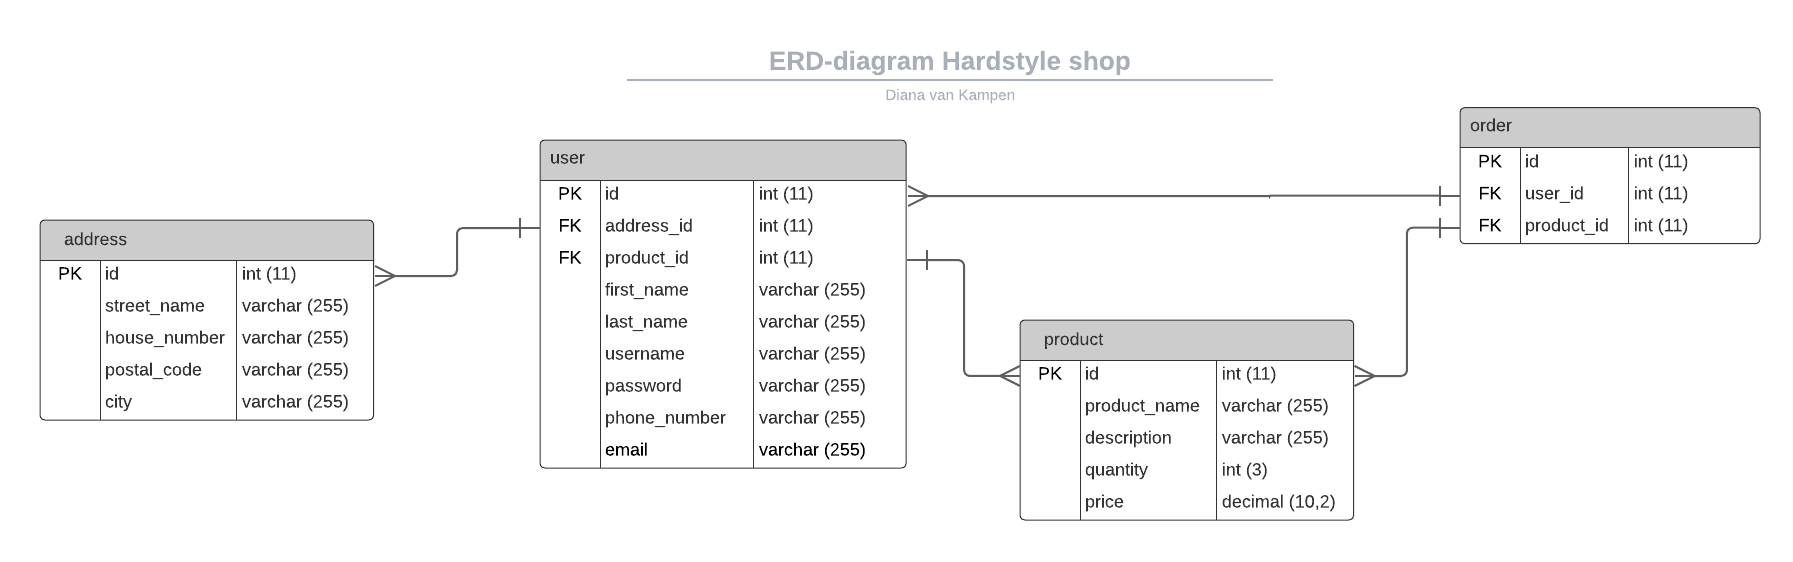 ERD-diagram Hardstyle shop
Diana van Kampen
address
PK id int (11)
street_name varchar (255)
house_number varchar (255)
postal_code varchar (255)
city varchar (255)
user
PK id int (11)
FK address_id int (11)
FK product_id int (11)
first_name varchar (255)
last_name varchar (255)
username varchar (255)
password varchar (255)
phone_number varchar (255)
email varchar (255)
product
PK id int (11)
product_name varchar (255)
description varchar (255)
quantity int (3)
price decimal (10,2)
order
PK id int (11)
FK user_id int (11)
FK product_id int (11)